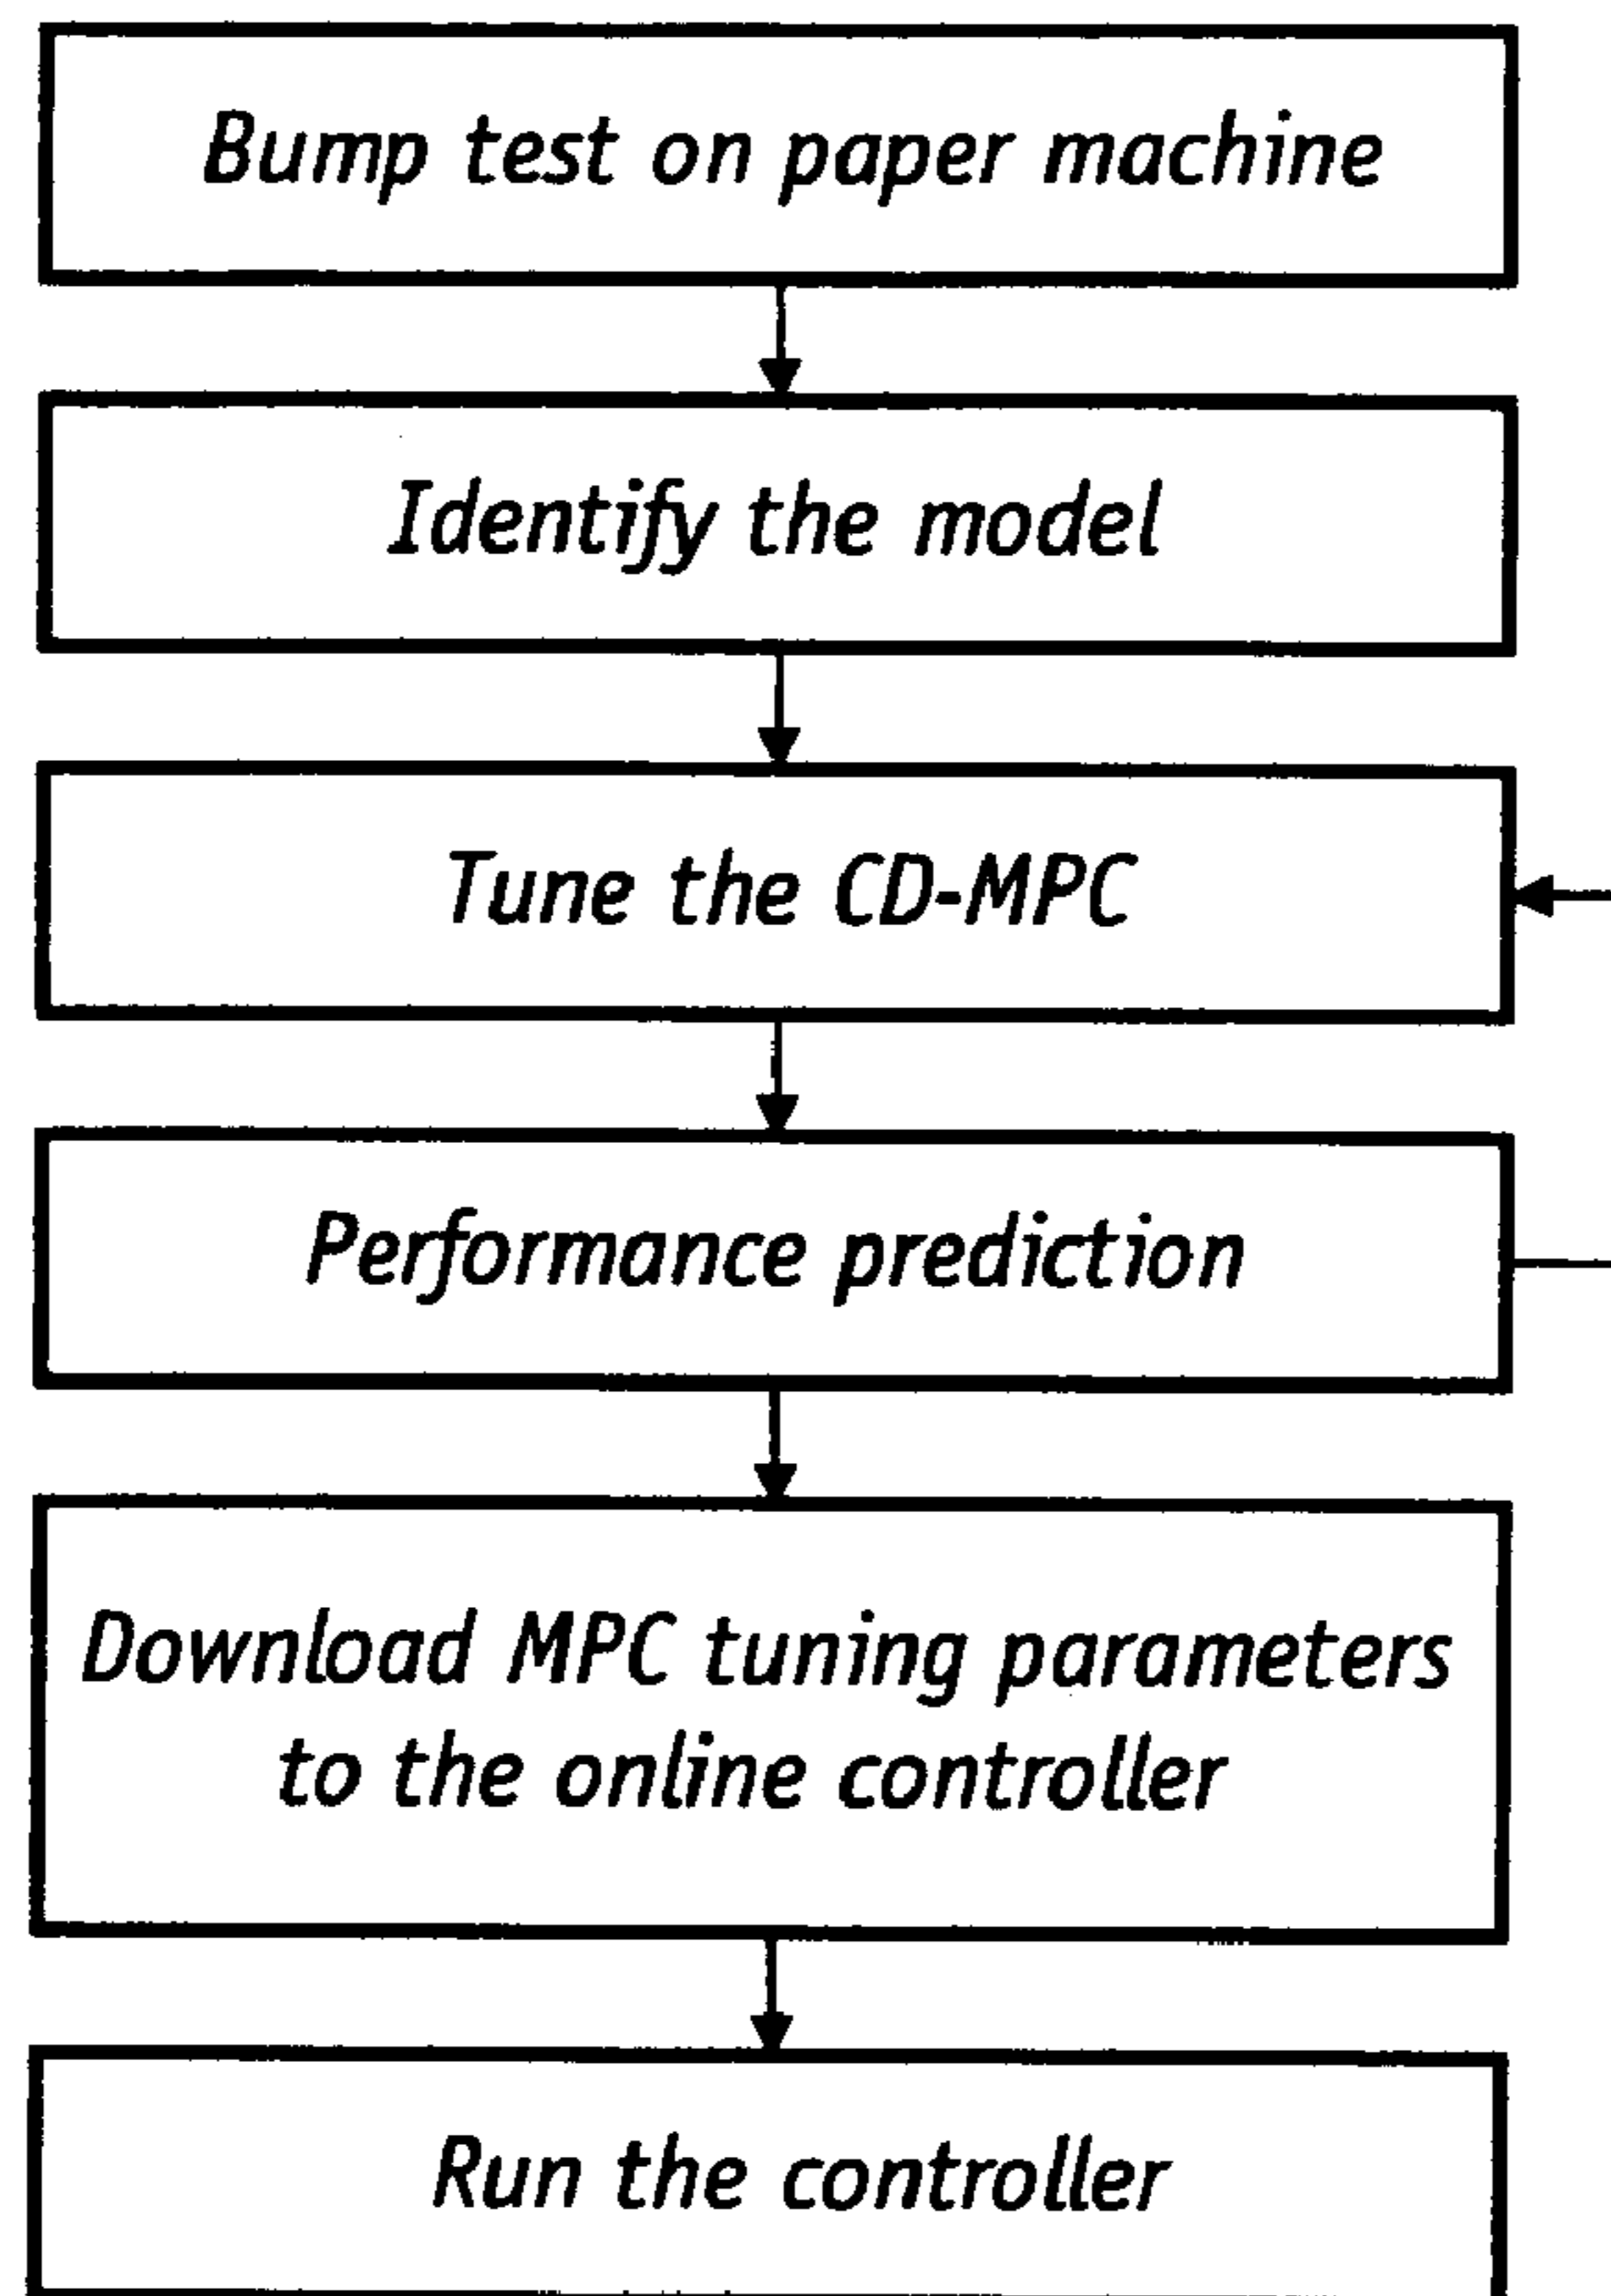 Bump test on paper machine
Identify the model
Tune the CD-MPC
Performance prediction
Download MPC tuning parameters
to the online controller
Run the controller